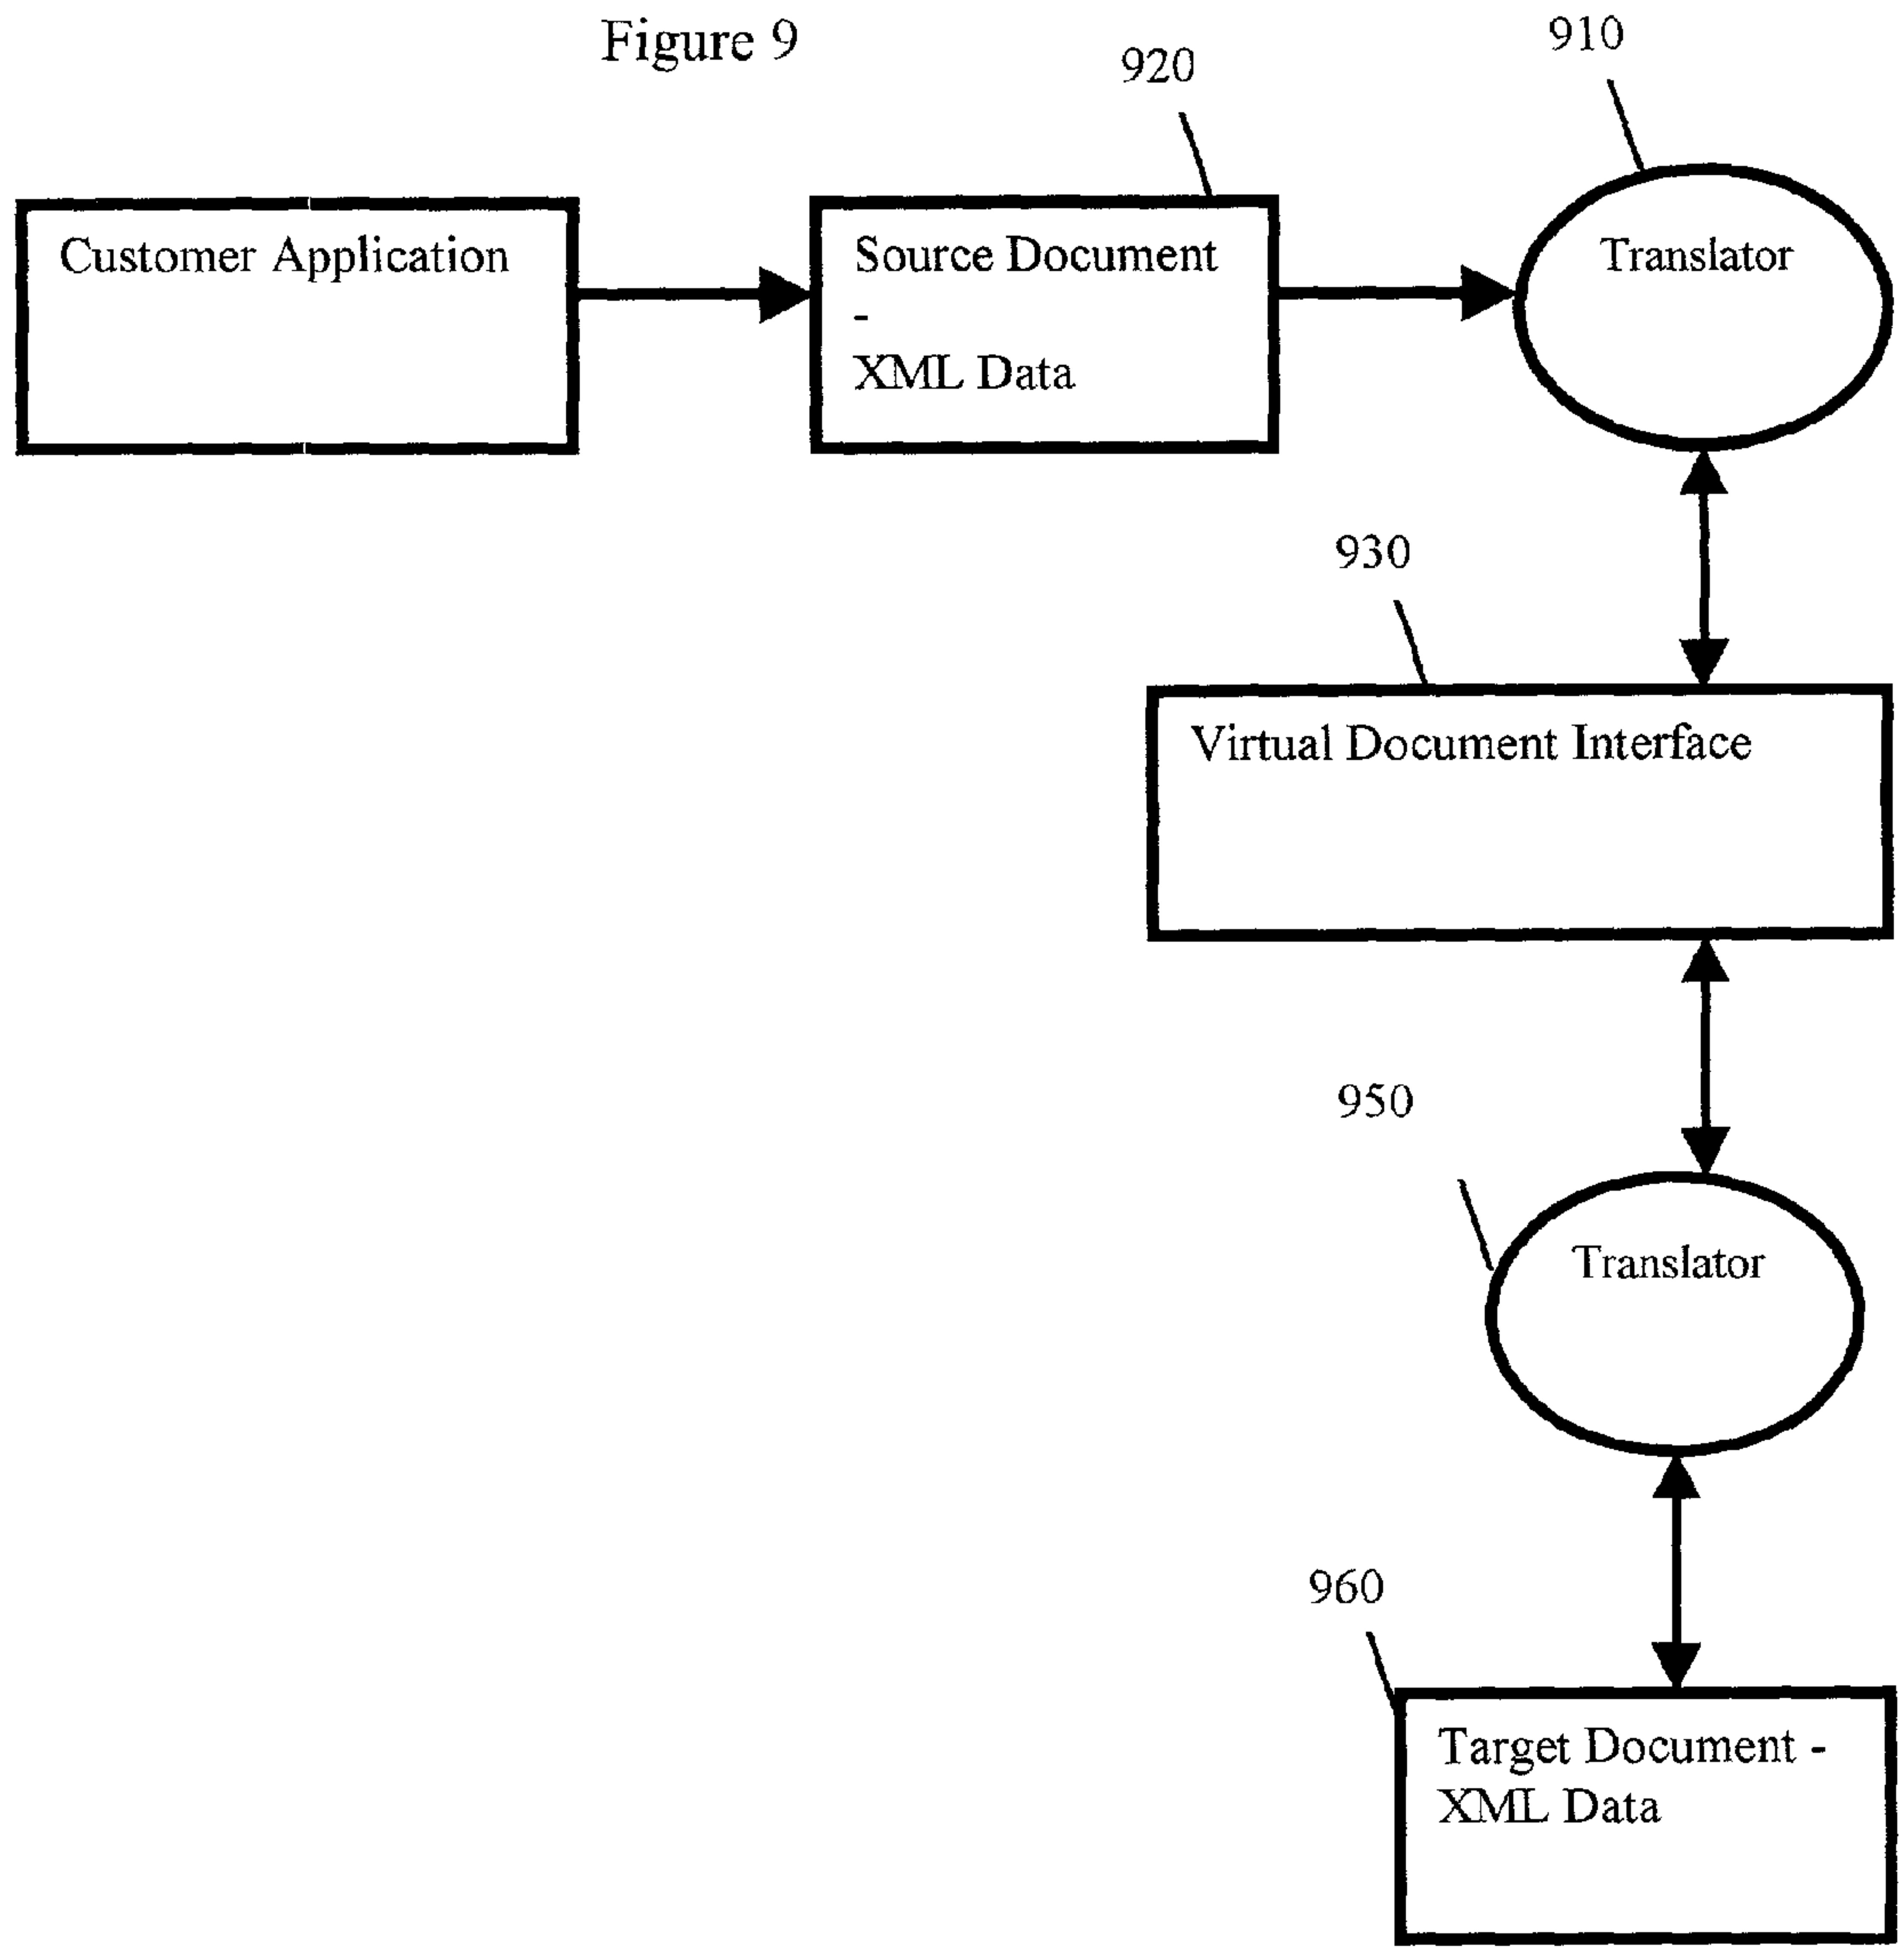 Figure 9
920
910
Customer Application
Source Document
-
XML Data
Translator
930
Virtual Document Interface
950
Translator
960
Target Document -
XML Data